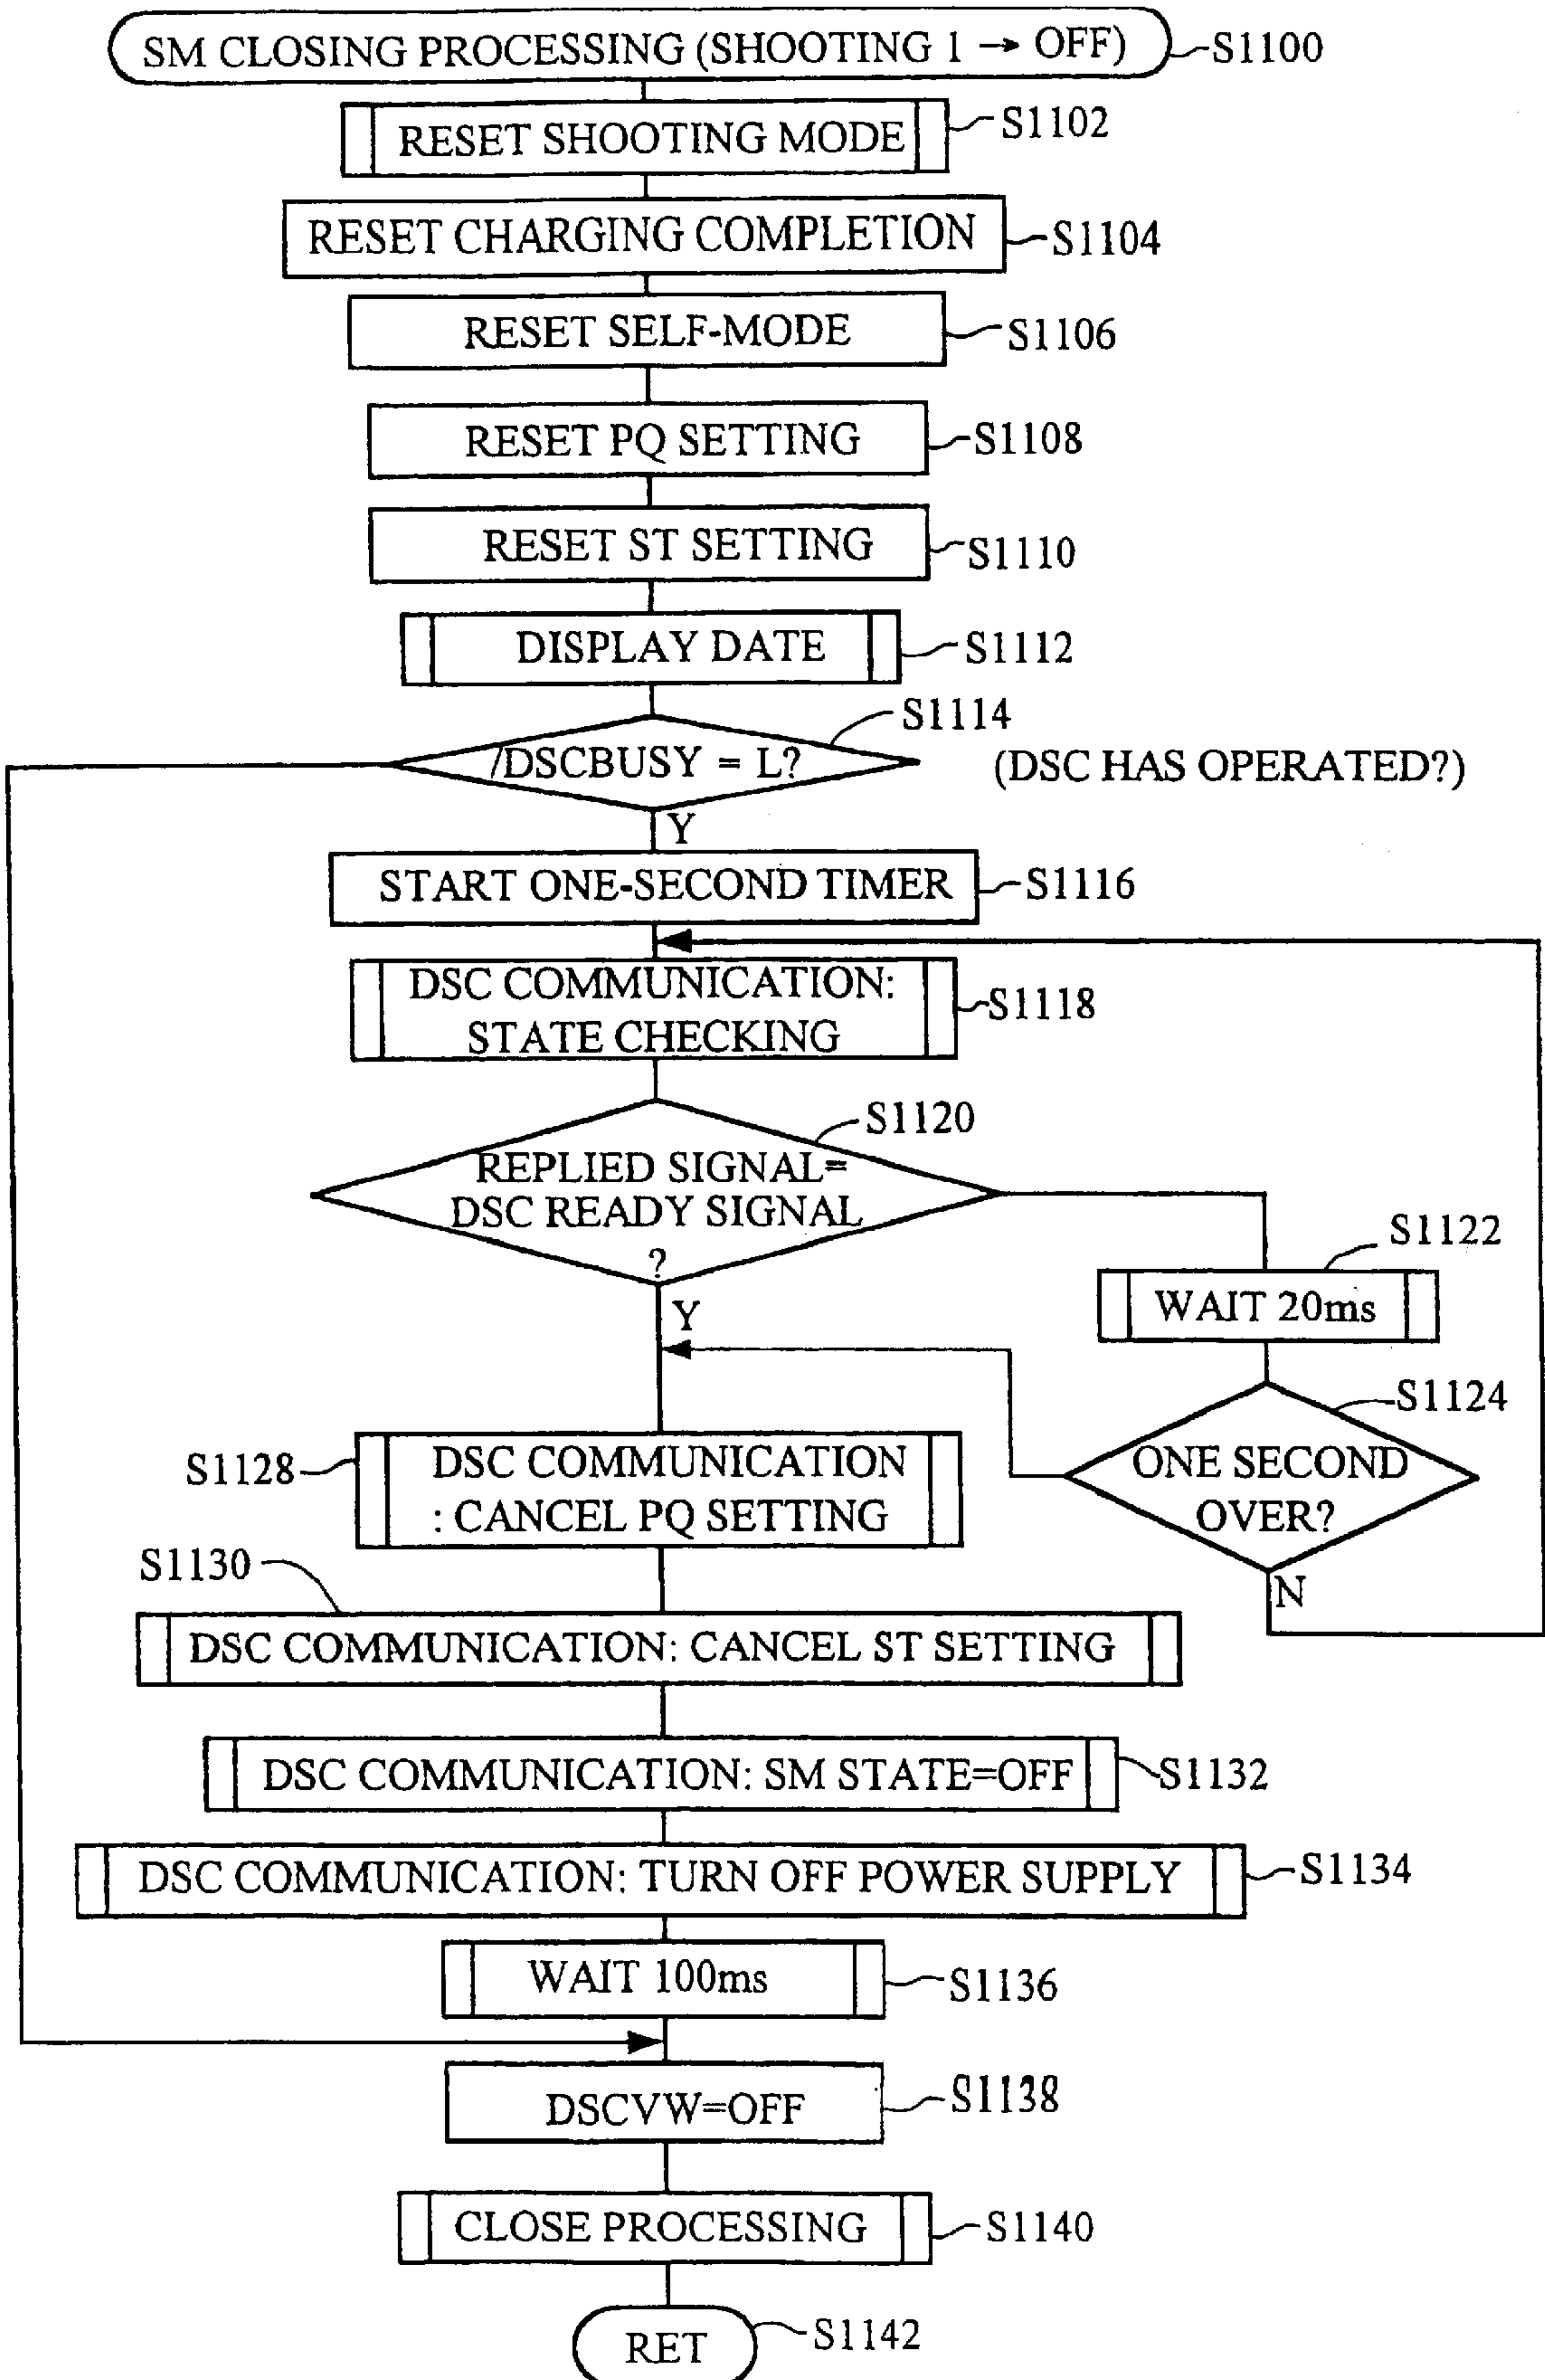 SM CLOSING PROCESSING (SHOOTING 1 → OFF)
S1100
RESET SHOOTING MODE
S1102
RESET CHARGING COMPLETION
S1104
RESET SELF-MODE
S1106
RESET PQ SETTING
S1108
RESET ST SETTING
S1110
DISPLAY DATE
S1112
S1114
/DSCBUSY = L?
(DSC HAS OPERATED?)
Y
START ONE-SECOND TIMER
S1116
DSC COMMUNICATION:
STATE CHECKING
S1118
S1120
REPLIED SIGNAL=
DSC READY SIGNAL
?
Y
S1122
WAIT 20ms
S1124
ONE SECOND
OVER?
N
S1128
DSC COMMUNICATION
: CANCEL PQ SETTING
S1130
DSC COMMUNICATION: CANCEL ST SETTING
DSC COMMUNICATION: SM STATE=OFF
S1132
DSC COMMUNICATION: TURN OFF POWER SUPPLY
S1134
WAIT 100ms
S1136
DSCVW=OFF
S1138
CLOSE PROCESSING
S1140
RET
S1142